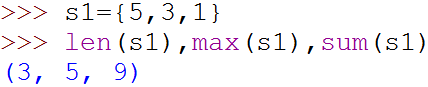 >>> s1={5,3,1}
>>> len(s1),max(s1),sum(s1)
(3, 5, 9)